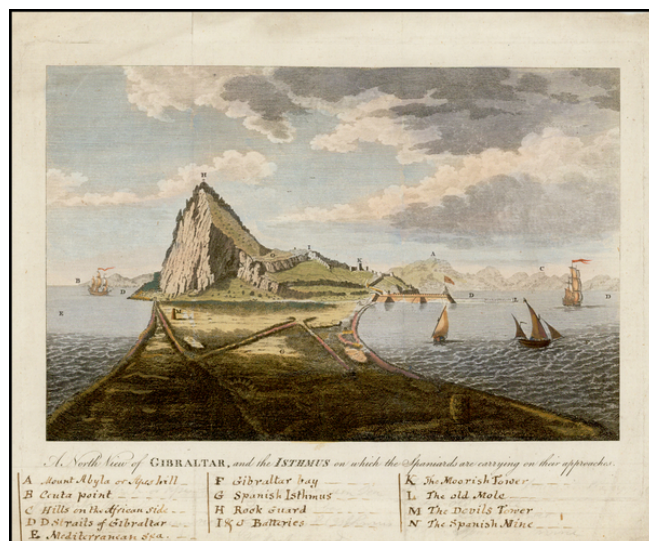 A North View of GIBRALTAR, and the ISTHMUS on which the Spaniards are carrying on their approaches.
A Mount Abyla or Apes hill
B Ceuta point
C Hills on the African side
D D Straits of Gibraltar
E Mediterranean Sea.
F Gibraltar bay
G Spanish Isthmus
H Rock Guard
I & O Batteries
K The Moorish Tower
L The old Mole
M The Devils Tower
N The Spanish Mine